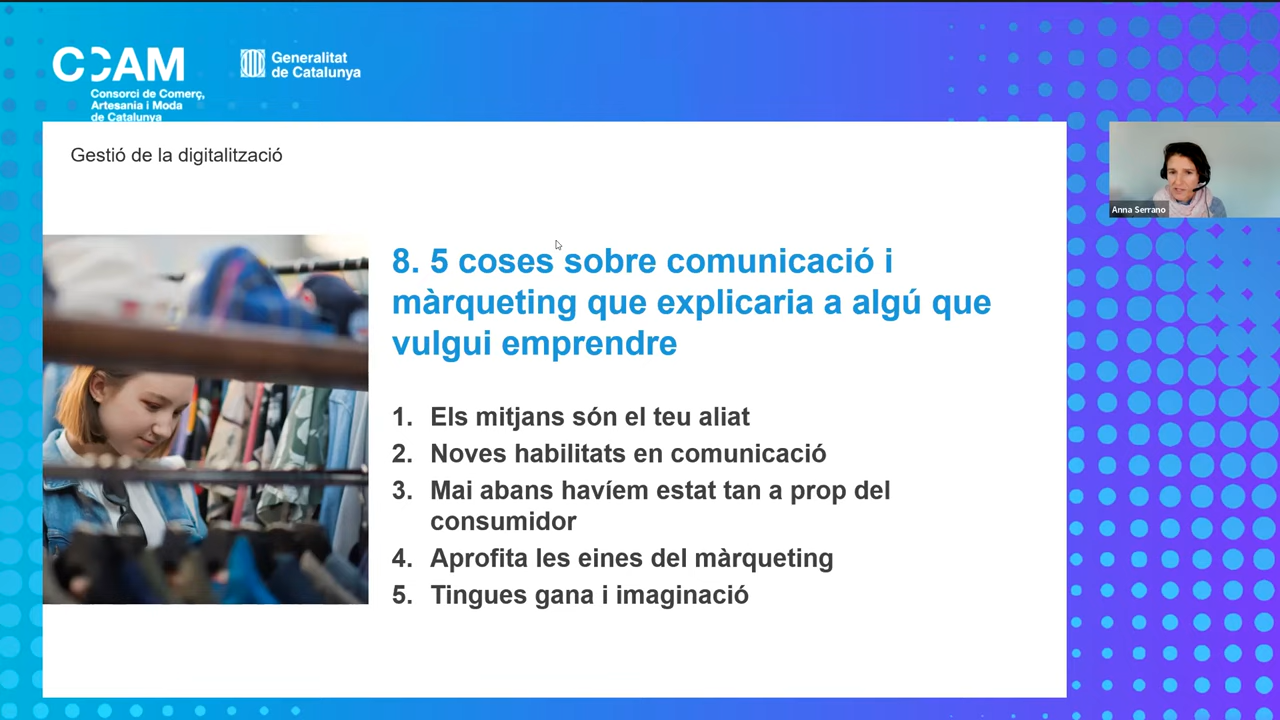 CCAM
Consorci de Comerç,
Artesania i Moda
de Catalunya
Generalitat
de Catalunya
Gestió de la digitalització
8. 5 coses sobre comunicació i
màrqueting que explicaria a algú que
vulgui emprendre
1. Els mitjans són el teu aliat
2. Noves habilitats en comunicació
3. Mai abans havíem estat tan a prop del
consumidor
4. Aprofita les eines del màrqueting
5. Tingues gana i imaginació
Anna Serrano